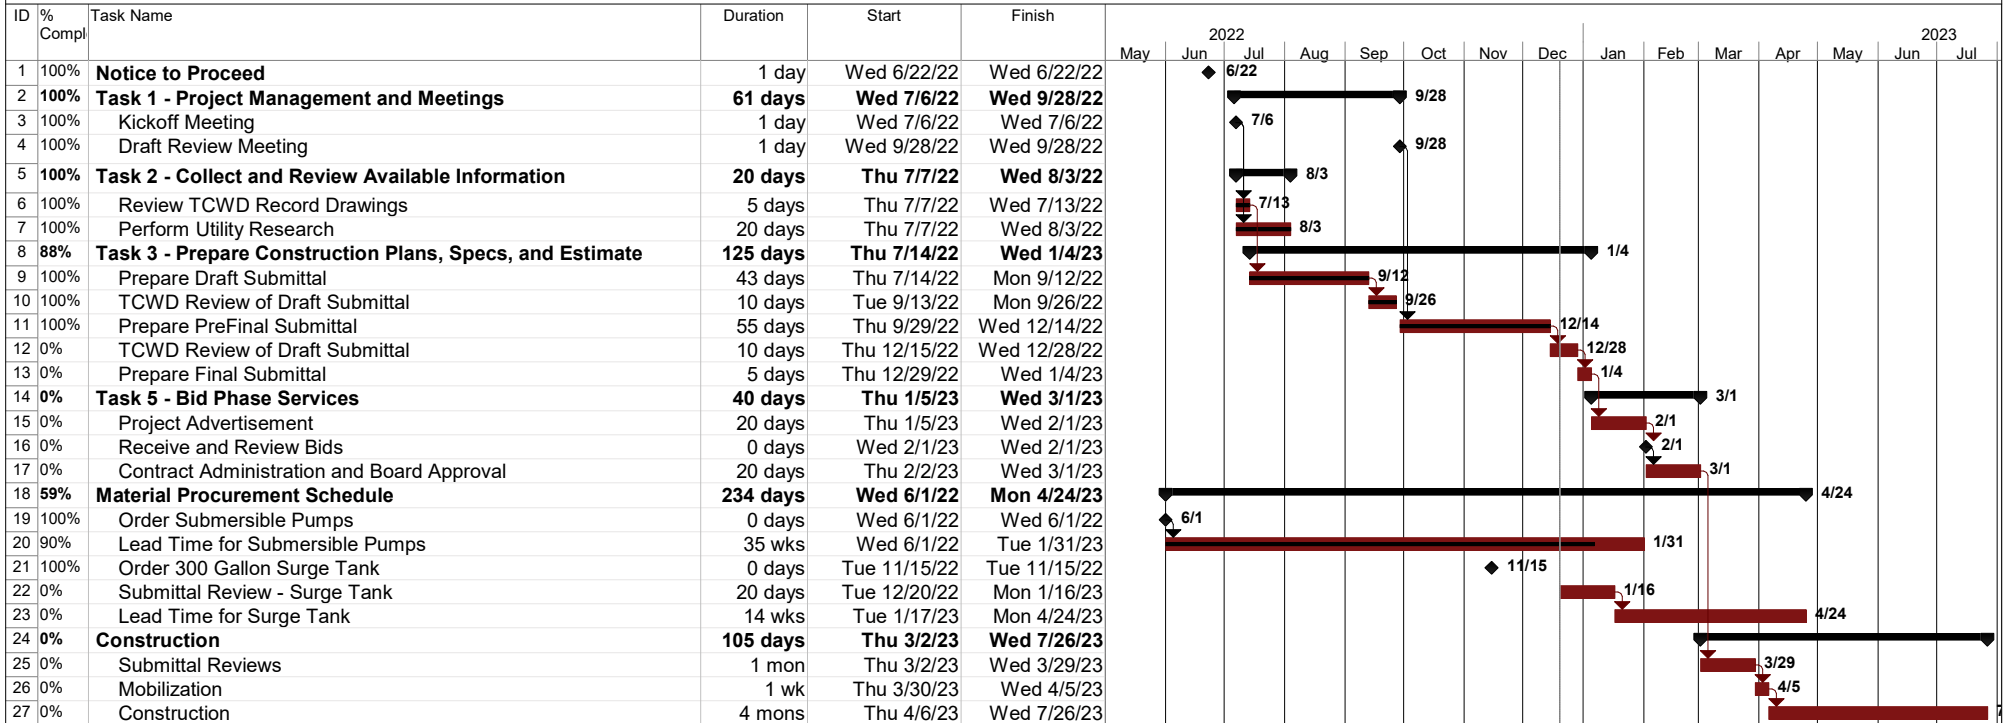 ID % Compl Task Name Duration Start Finish
2022 2023
May Jun Jul Aug Sep Oct Nov Dec Jan Feb Mar Apr May Jun Jul
1 100% Notice to Proceed 1 day Wed 6/22/22 Wed 6/22/22 6/22
2 100% Task 1 - Project Management and Meetings 61 days Wed 7/6/22 Wed 9/28/22 9/28
3 100% Kickoff Meeting 1 day Wed 7/6/22 Wed 7/6/22 7/6
4 100% Draft Review Meeting 1 day Wed 9/28/22 Wed 9/28/22 9/28
5 100% Task 2 - Collect and Review Available Information 20 days Thu 7/7/22 Wed 8/3/22 8/3
6 100% Review TCWD Record Drawings 5 days Thu 7/7/22 Wed 7/13/22 7/13
7 100% Perform Utility Research 20 days Thu 7/7/22 Wed 8/3/22 8/3
8 88% Task 3 - Prepare Construction Plans, Specs, and Estimate 125 days Thu 7/14/22 Wed 1/4/23 1/4
9 100% Prepare Draft Submittal 43 days Thu 7/14/22 Mon 9/12/22 9/12
10 100% TCWD Review of Draft Submittal 10 days Tue 9/13/22 Mon 9/26/22 9/26
11 100% Prepare PreFinal Submittal 55 days Thu 9/29/22 Wed 12/14/22 12/14
12 0% TCWD Review of Draft Submittal 10 days Thu 12/15/22 Wed 12/28/22 12/28
13 0% Prepare Final Submittal 5 days Thu 12/29/22 Wed 1/4/23 1/4
14 0% Task 5 - Bid Phase Services 40 days Thu 1/5/23 Wed 3/1/23 3/1
15 0% Project Advertisement 20 days Thu 1/5/23 Wed 2/1/23 2/1
16 0% Receive and Review Bids 0 days Wed 2/1/23 Wed 2/1/23 2/1
17 0% Contract Administration and Board Approval 20 days Thu 2/2/23 Wed 3/1/23 3/1
18 59% Material Procurement Schedule 234 days Wed 6/1/22 Mon 4/24/23 4/24
19 100% Order Submersible Pumps 0 days Wed 6/1/22 Wed 6/1/22 6/1
20 90% Lead Time for Submersible Pumps 35 wks Wed 6/1/22 Tue 1/31/23 1/31
21 100% Order 300 Gallon Surge Tank 0 days Tue 11/15/22 Tue 11/15/22 11/15
22 0% Submittal Review - Surge Tank 20 days Tue 12/20/22 Mon 1/16/23 1/16
23 0% Lead Time for Surge Tank 14 wks Tue 1/17/23 Mon 4/24/23 4/24
24 0% Construction 105 days Thu 3/2/23 Wed 7/26/23
25 0% Submittal Reviews 1 mon Thu 3/2/23 Wed 3/29/23 3/29
26 0% Mobilization 1 wk Thu 3/30/23 Wed 4/5/23 4/5
27 0% Construction 4 mons Thu 4/6/23 Wed 7/26/23